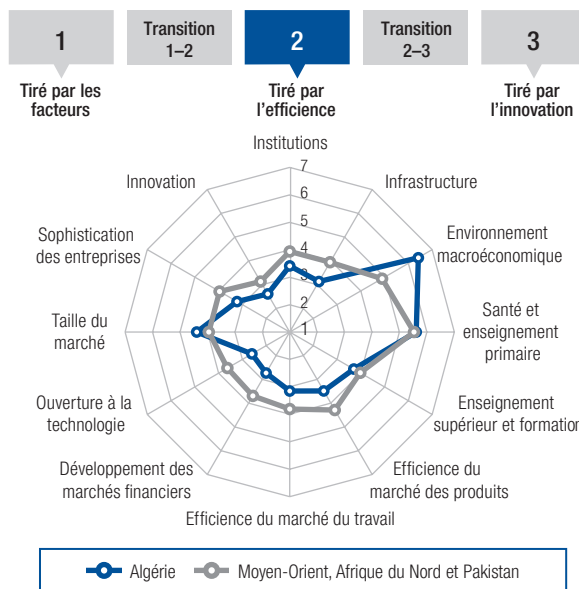 1
Transition
1–2
2
Transition
2–3
3
Tiré par les
facteurs
Tiré par
l'efficience
Tiré par
l'innovation
Institutions
7
6
5
4
3
2
1
Infrastructure
Environnement
macroéconomique
Santé et
enseignement
primaire
Enseignement
supérieur et formation
Efficience du
marché des produits
Efficience du marché du travail
Développement des
marchés financiers
Ouverture à la
technologie
Taille du
marché
Sophistication
des entreprises
Innovation
Algérie
Moyen-Orient, Afrique du Nord et Pakistan